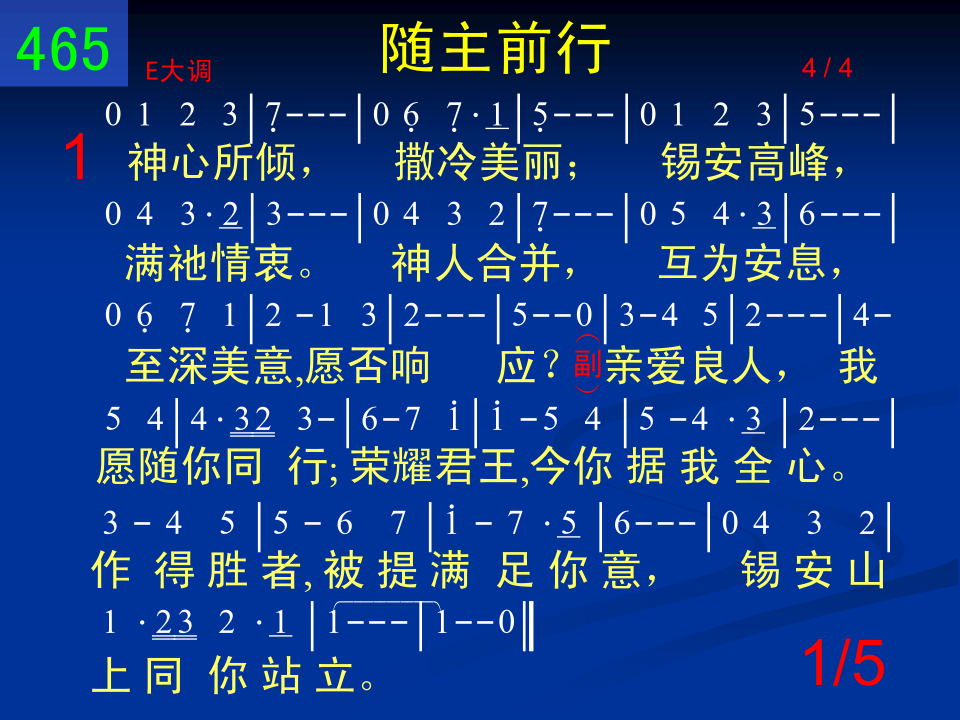 465
E大调
随主前行
4 / 4
0 1 2 3|7̣---|0 6̣ 7̣·1̲|5̣---|0 1 2 3|5---|
1
神心所倾， 撒冷美丽； 锡安高峰，
0 4 3·2̲|3---|0 4 3 2|7̣---|0 5 4·3̲|6---|
满祂情衷。 神人合并， 互为安息，
0 6̣ 7̣ 1|2 -1 3|2---|5--0|3-4 5|2---|4-
至深美意,愿否响 应？（副）亲爱良人， 我
5 4|4·3̳2̳ 3-|6-7 i|i -5 4|5 -4 ·3̲|2---|
愿随你同 行; 荣耀君王,今你 据 我 全 心。
3 - 4 5|5 - 6 7|i - 7 ·5̲|6---|0 4 3 2|
作 得 胜 者, 被 提 满 足 你 意， 锡 安 山
1 ·2̳3̳ 2 ·1̲|1---|1--0‖
上 同 你 站 立。
1/5